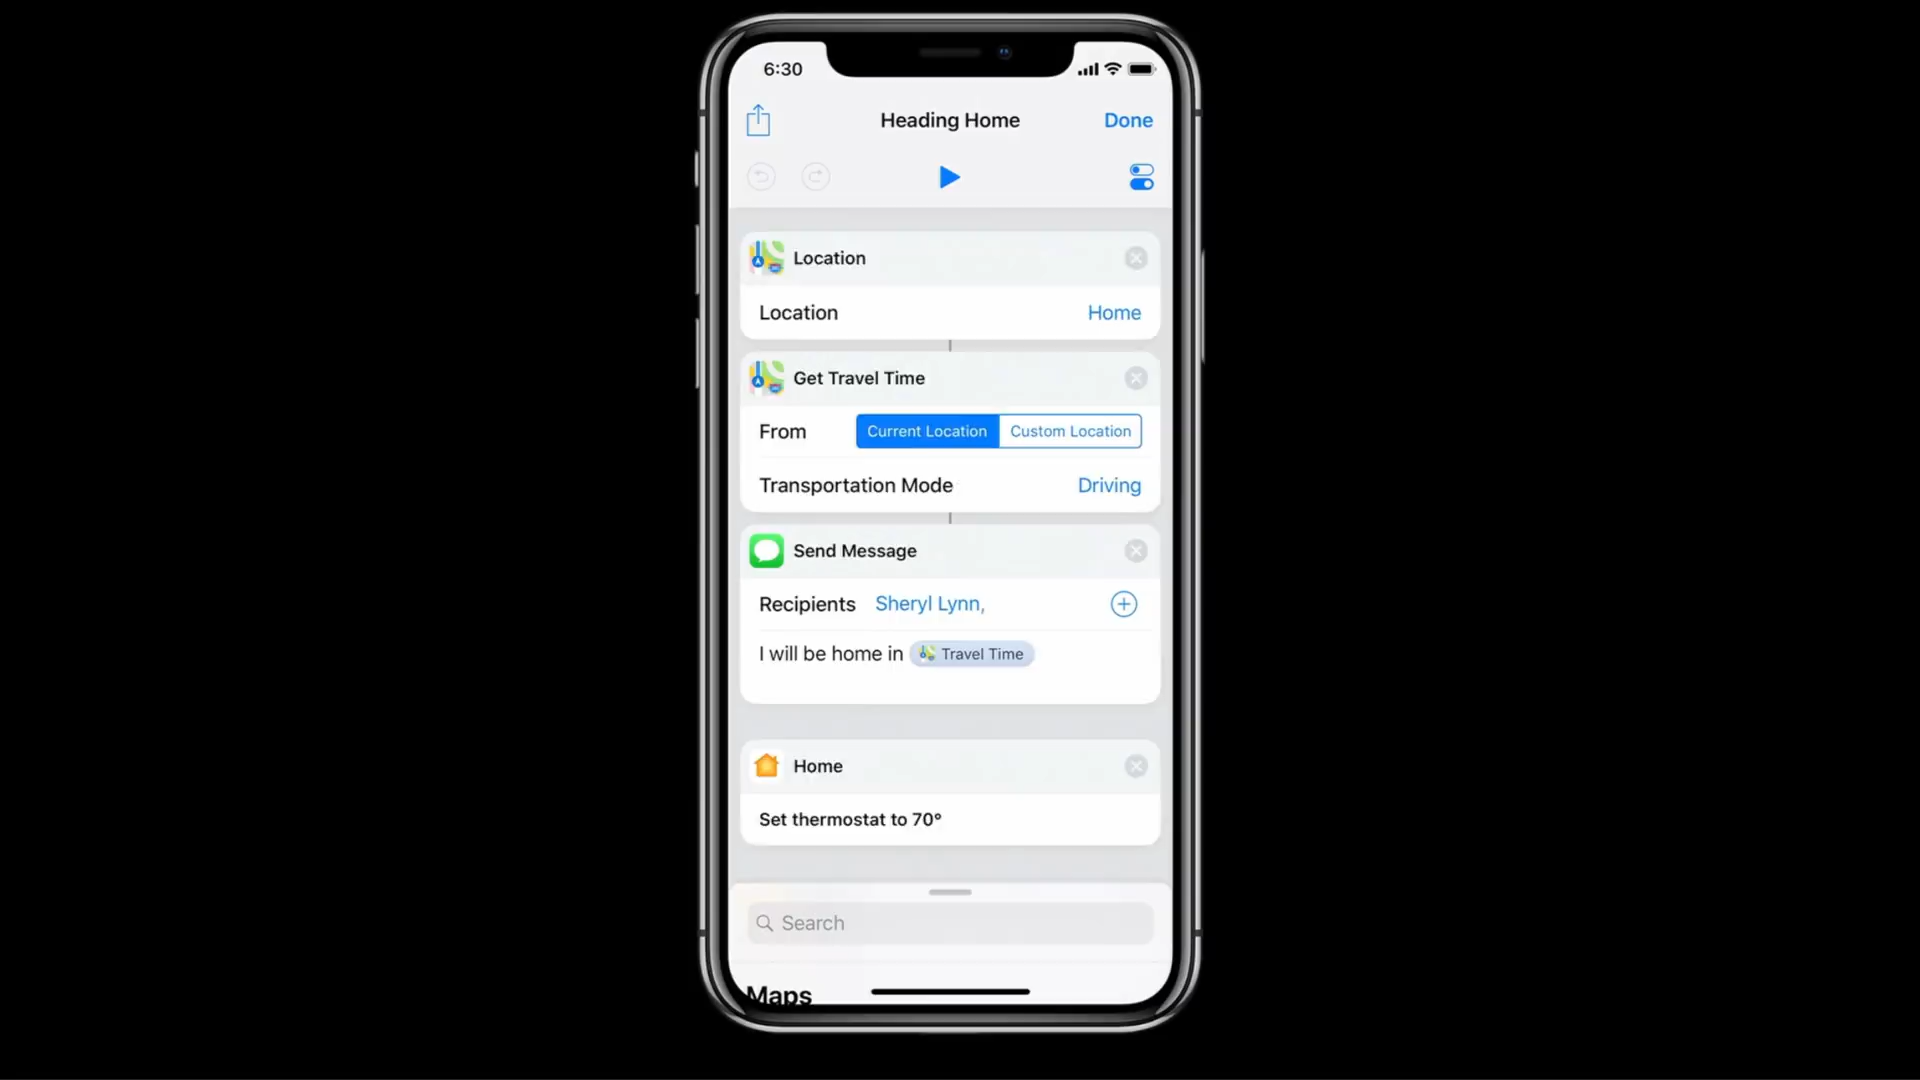 6:30
Heading Home
Done
Location
Location Home
Get Travel Time
From Current Location Custom Location
Transportation Mode Driving
Send Message
Recipients Sheryl Lynn,
I will be home in Travel Time
Home
Set thermostat to 70°
Search
Maps